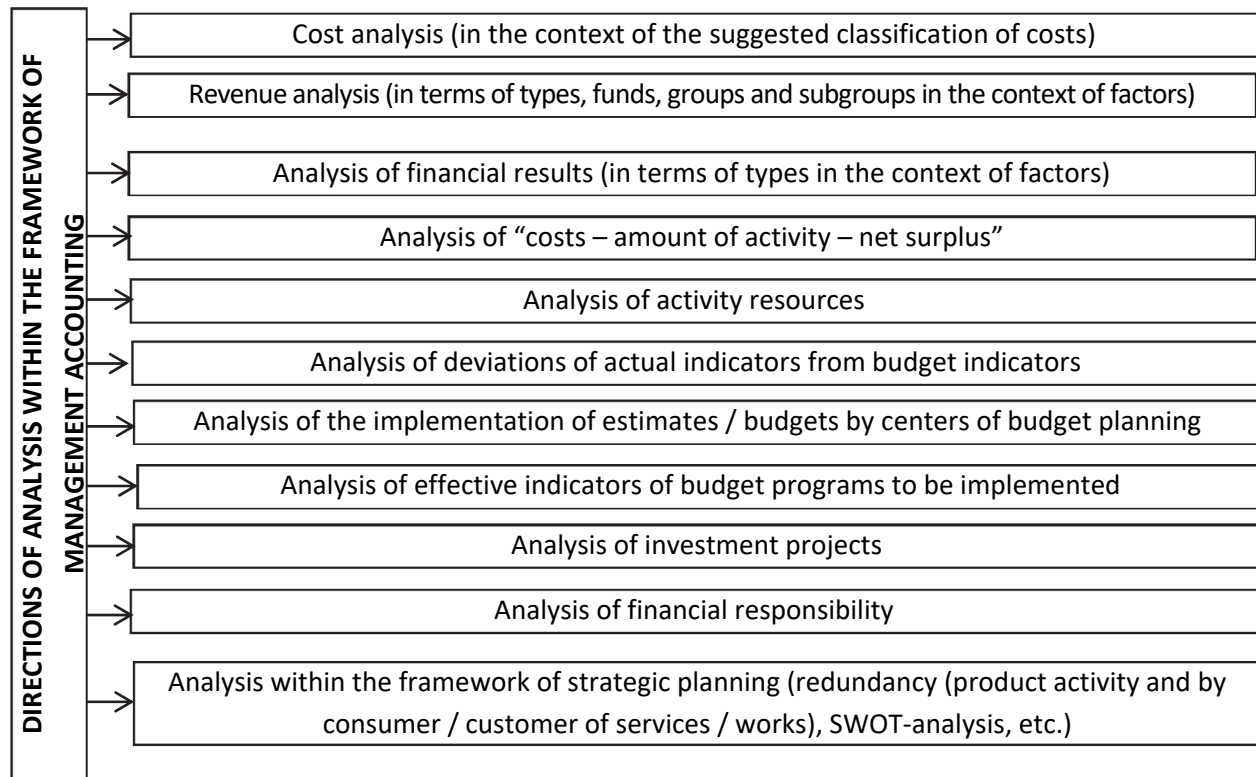 DIRECTIONS OF ANALYSIS WITHIN THE FRAMEWORK OF
MANAGEMENT ACCOUNTING
Cost analysis (in the context of the suggested classification of costs)
Revenue analysis (in terms of types, funds, groups and subgroups in the context of factors)
Analysis of financial results (in terms of types in the context of factors)
Analysis of “costs – amount of activity – net surplus”
Analysis of activity resources
Analysis of deviations of actual indicators from budget indicators
Analysis of the implementation of estimates / budgets by centers of budget planning
Analysis of effective indicators of budget programs to be implemented
Analysis of investment projects
Analysis of financial responsibility
Analysis within the framework of strategic planning (redundancy (product activity and by
consumer / customer of services / works), SWOT-analysis, etc.)